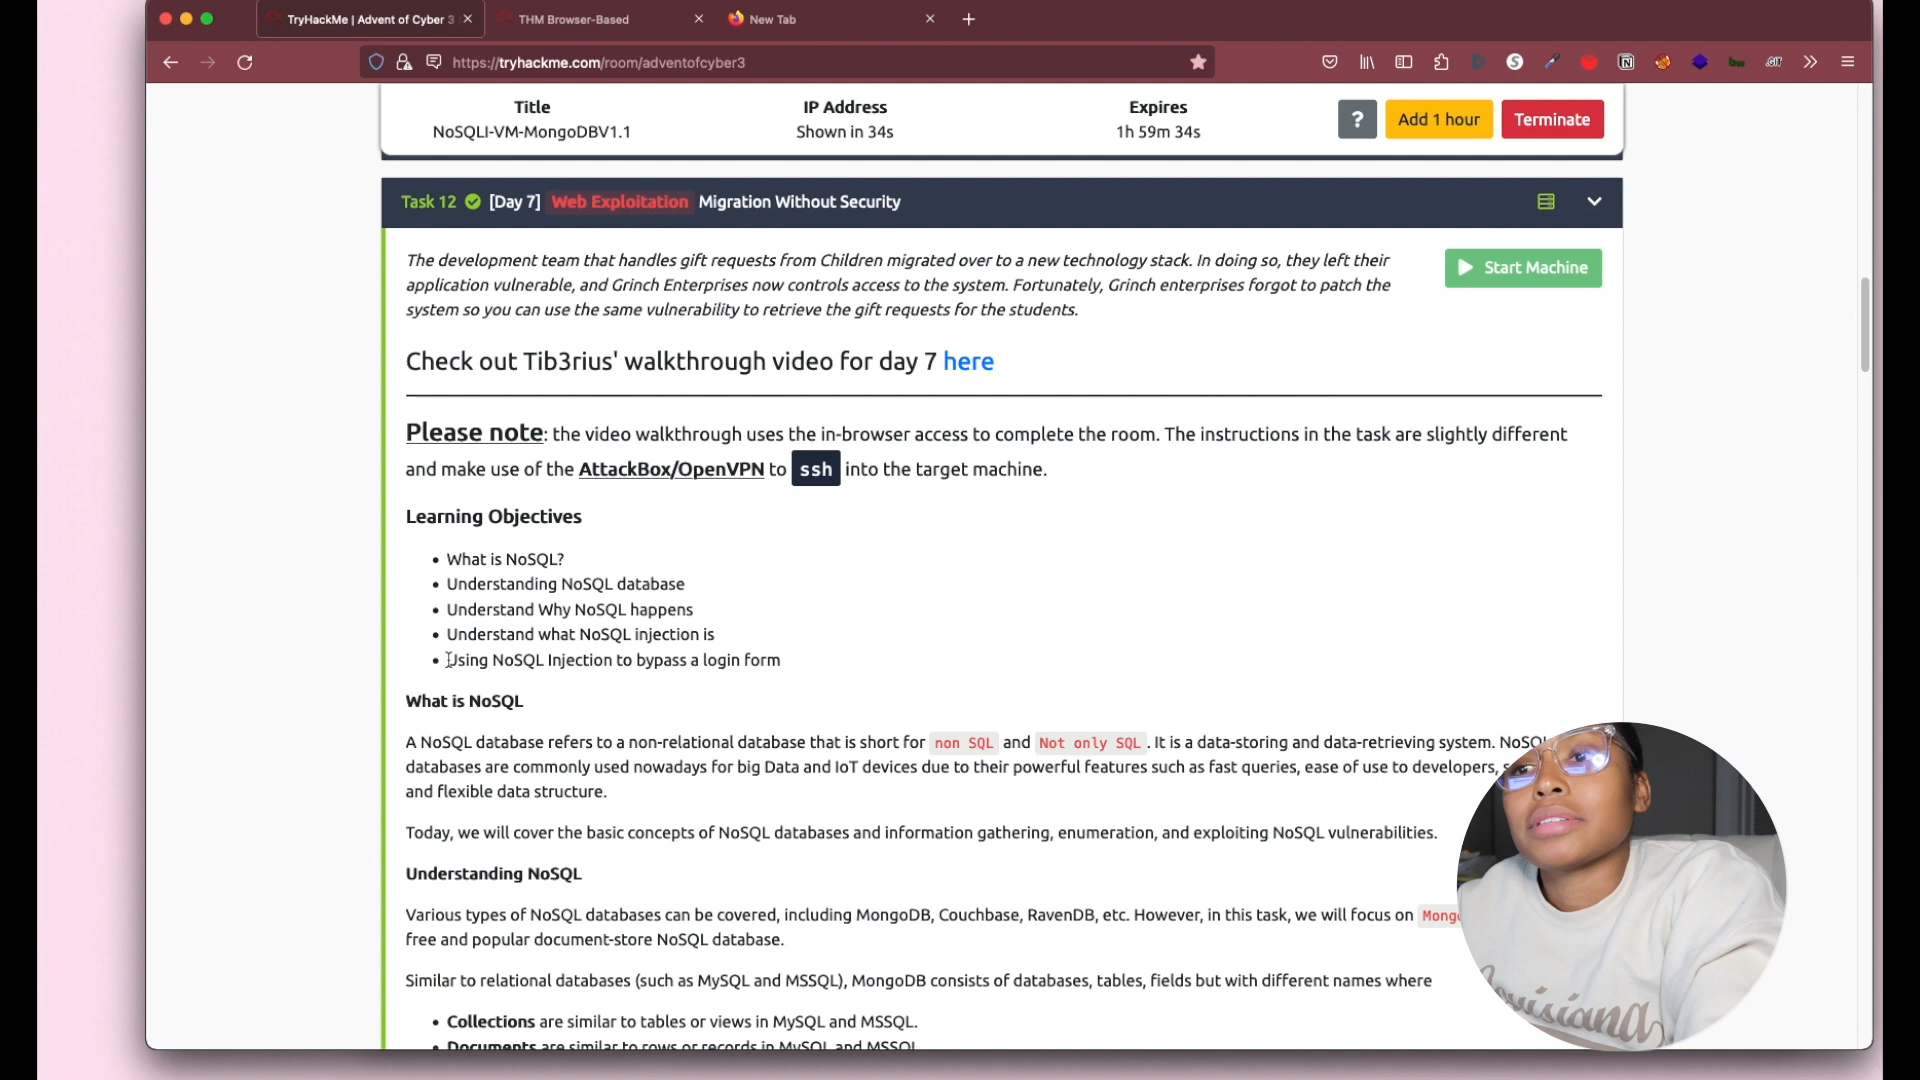 TryHackMe | Advent of Cyber 3
THM Browser-Based
New Tab
https://tryhackme.com/room/adventofcyber3
Title
IP Address
Expires
NoSQLI-VM-MongoDBV1.1
Shown in 34s
1h 59m 34s
?
Add 1 hour
Terminate
Task 12 [Day 7] Web Exploitation Migration Without Security
The development team that handles gift requests from Children migrated over to a new technology stack. In doing so, they left their
application vulnerable, and Grinch Enterprises now controls access to the system. Fortunately, Grinch enterprises forgot to patch the
system so you can use the same vulnerability to retrieve the gift requests for the students.
Start Machine
Check out Tib3rius' walkthrough video for day 7 here
Please note: the video walkthrough uses the in-browser access to complete the room. The instructions in the task are slightly different
and make use of the AttackBox/OpenVPN to ssh into the target machine.
Learning Objectives
• What is NoSQL?
• Understanding NoSQL database
• Understand Why NoSQL happens
• Understand what NoSQL injection is
• Using NoSQL Injection to bypass a login form
What is NoSQL
A NoSQL database refers to a non-relational database that is short for non SQL and Not only SQL. It is a data-storing and data-retrieving system. NoSQL
databases are commonly used nowadays for big Data and IoT devices due to their powerful features such as fast queries, ease of use to developers,
and flexible data structure.
Today, we will cover the basic concepts of NoSQL databases and information gathering, enumeration, and exploiting NoSQL vulnerabilities.
Understanding NoSQL
Various types of NoSQL databases can be covered, including MongoDB, Couchbase, RavenDB, etc. However, in this task, we will focus on
free and popular document-store NoSQL database.
Similar to relational databases (such as MySQL and MSSQL), MongoDB consists of databases, tables, fields but with different names where
• Collections are similar to tables or views in MySQL and MSSQL.
• Documents are similar to rows or records in MySQL and MSSQL.